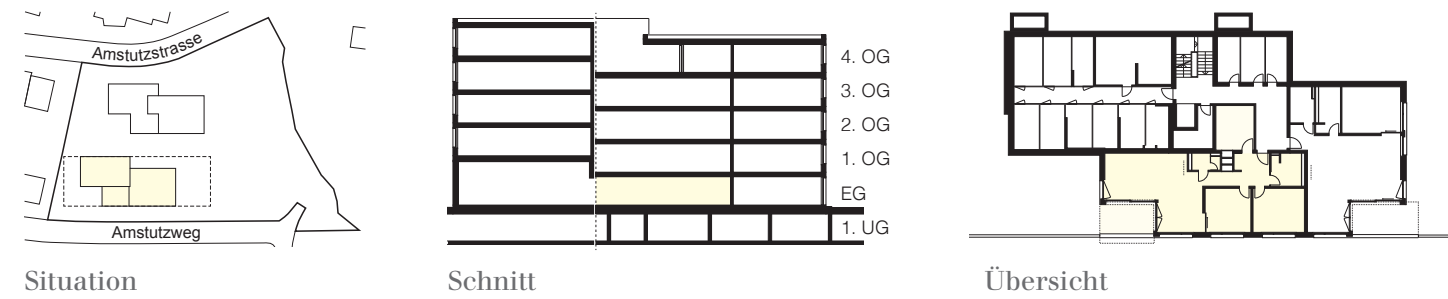 Amstutzstrasse
Amstutzweg
Situation
4. OG
3. OG
2. OG
1. OG
EG
1. UG
Schnitt
Übersicht